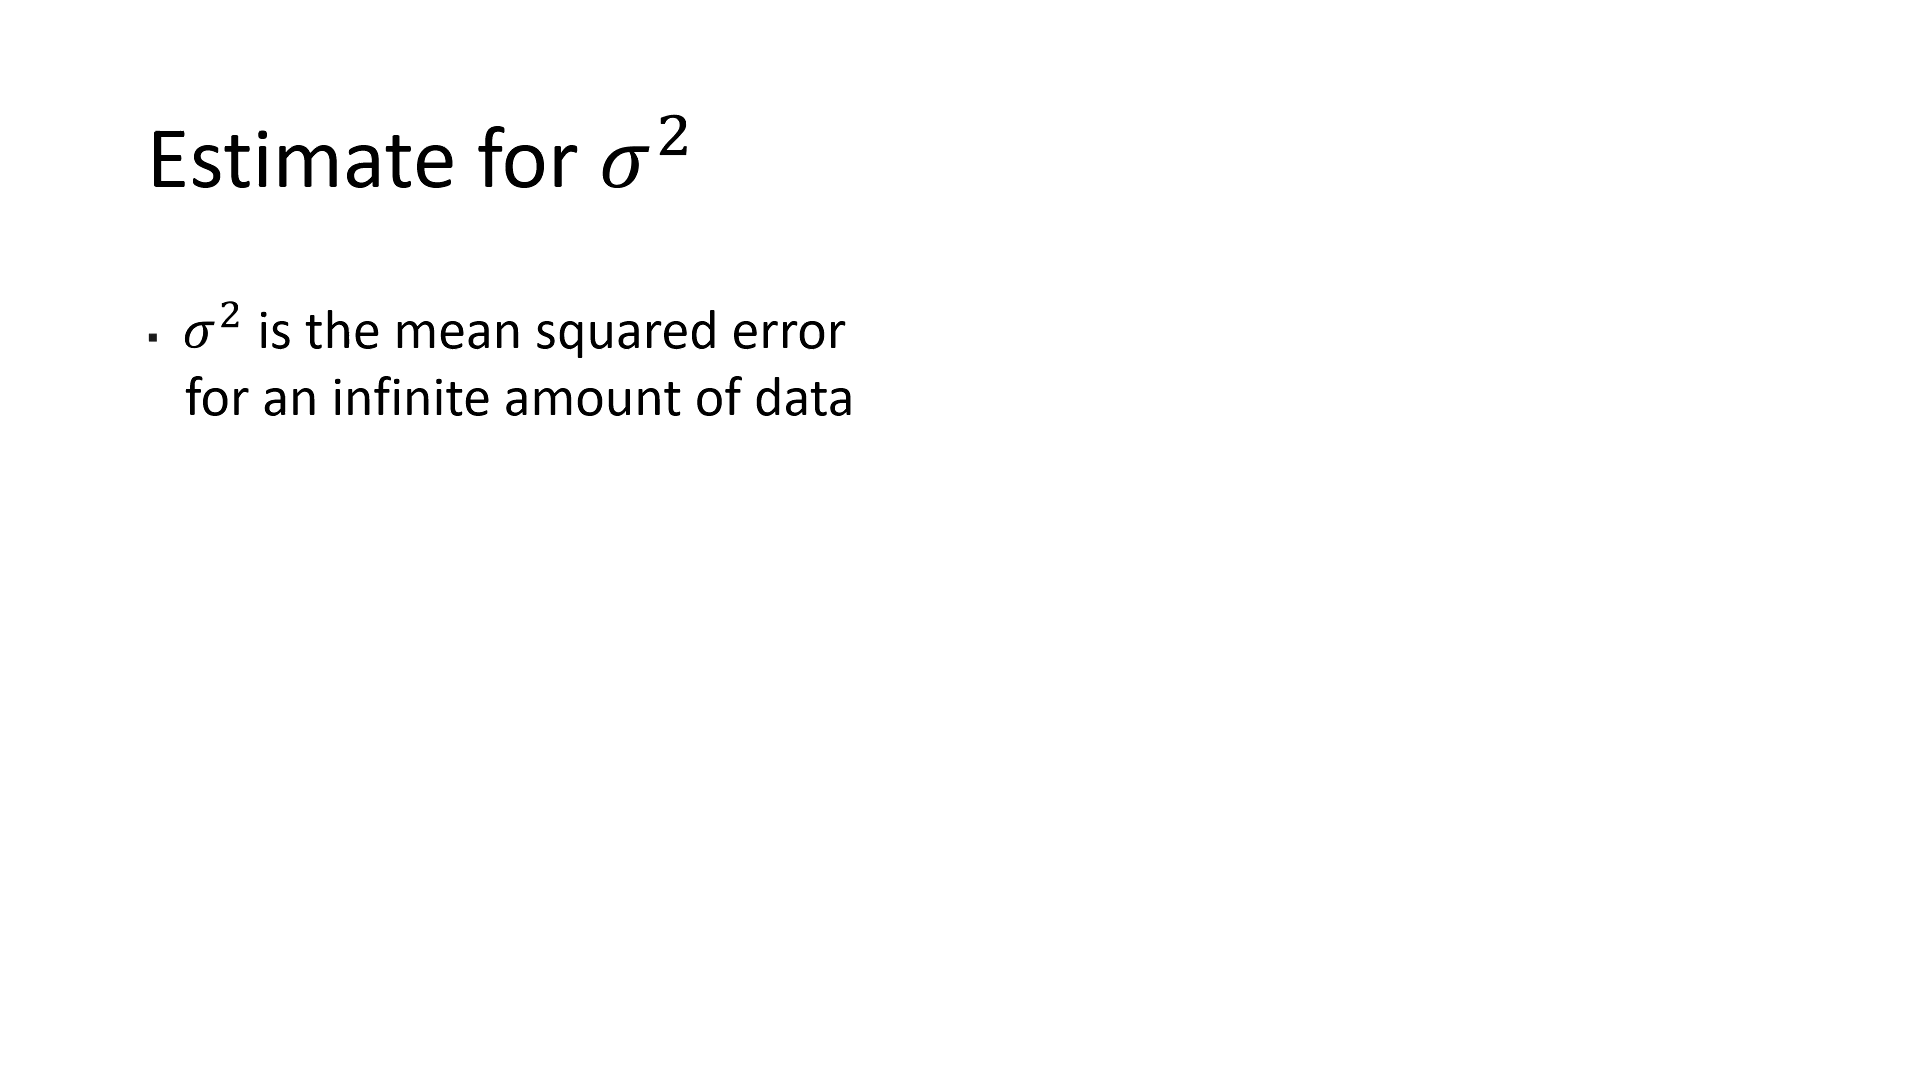 Estimate for σ²
▪ σ² is the mean squared error
for an infinite amount of data